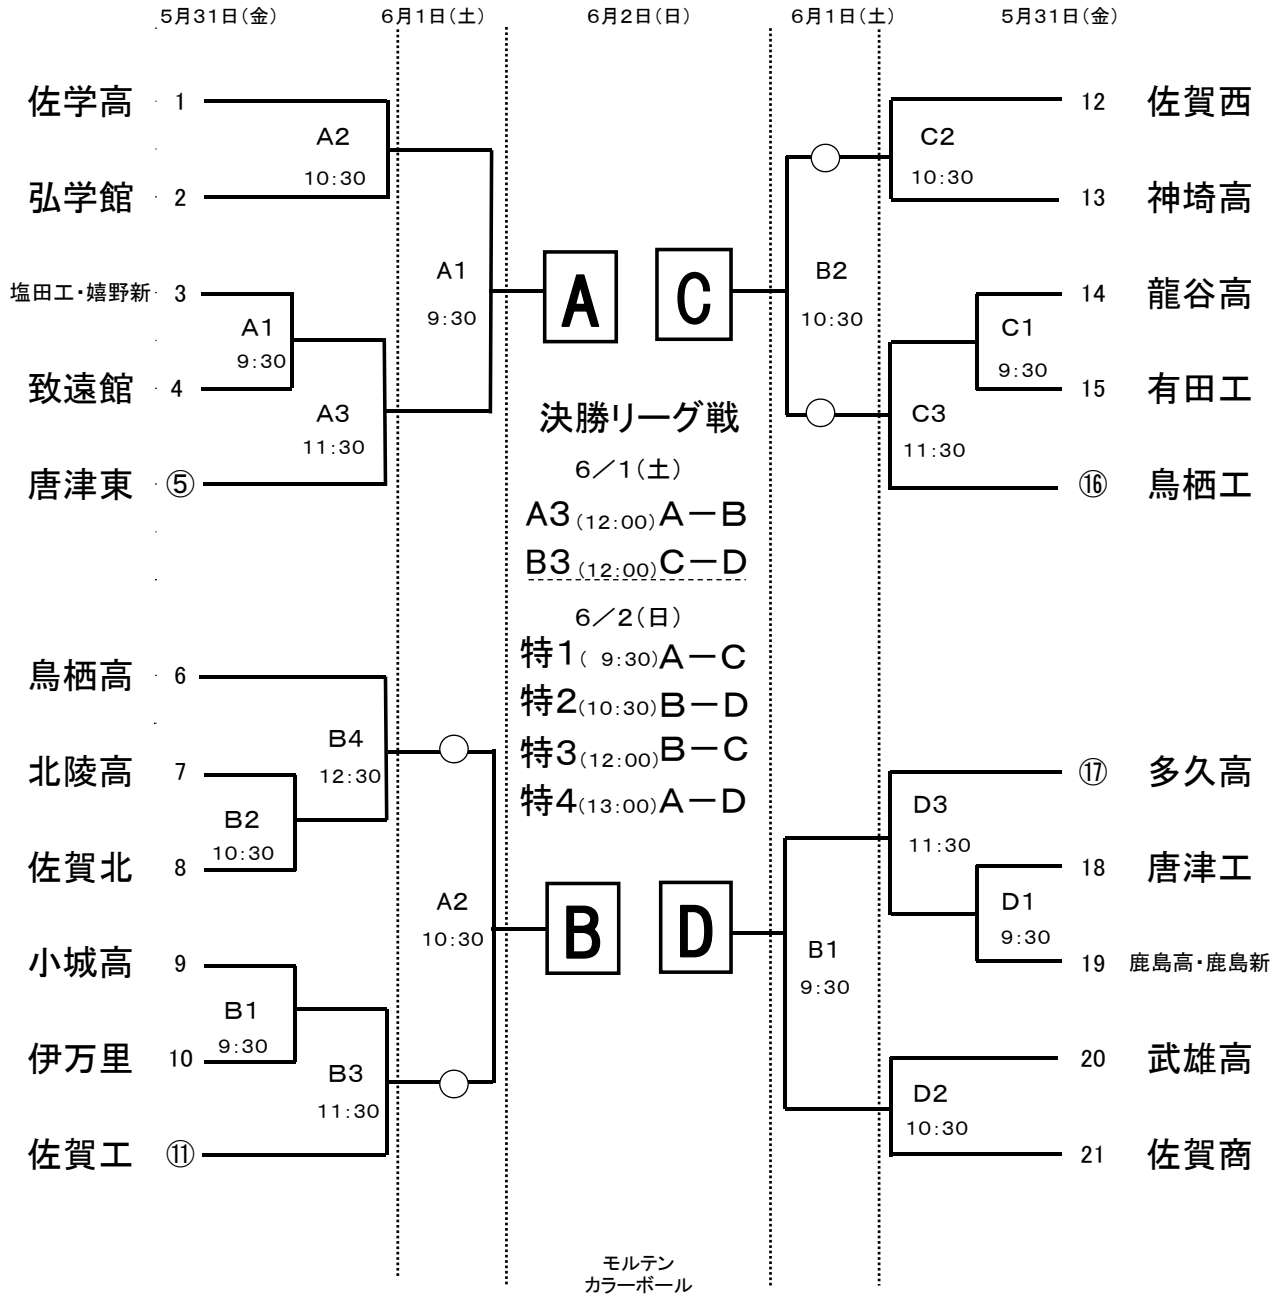 5月31日(金) 6月1日(土) 6月2日(日) 6月1日(土) 5月31日(金)
佐学高 1
A2
10:30
弘学館 2
A1
9:30
塩田工・嬉野新 3
A1
9:30
致遠館 4
A3
11:30
唐津東 ⑤
A
鳥栖高 6
B4
12:30
北陵高 7
B2
10:30
佐賀北 8
A2
10:30
小城高 9
B1
9:30
伊万里 10
B3
11:30
佐賀工 ⑪
B
決勝リーグ戦
6/1(土)
A3(12:00)A-B
B3(12:00)C-D
6/2(日)
特1( 9:30)A-C
特2(10:30)B-D
特3(12:00)B-C
特4(13:00)A-D
C
12 佐賀西
C2
10:30
13 神埼高
B2
10:30
14 龍谷高
C1
9:30
15 有田工
C3
11:30
⑯ 鳥栖工
D
⑰ 多久高
D3
11:30
18 唐津工
D1
9:30
19 鹿島高・鹿島新
B1
9:30
20 武雄高
D2
10:30
21 佐賀商
モルテン
カラーボール